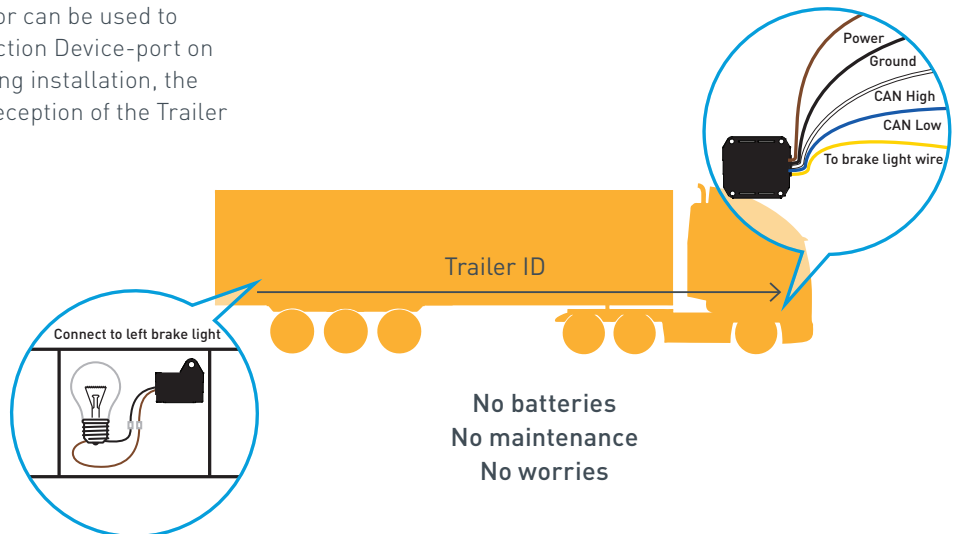 or can be used to
ction Device-port on
ng installation, the
eception of the Trailer
Power
Ground
CAN High
CAN Low
To brake light wire
Trailer ID
Connect to left brake light
No batteries
No maintenance
No worries